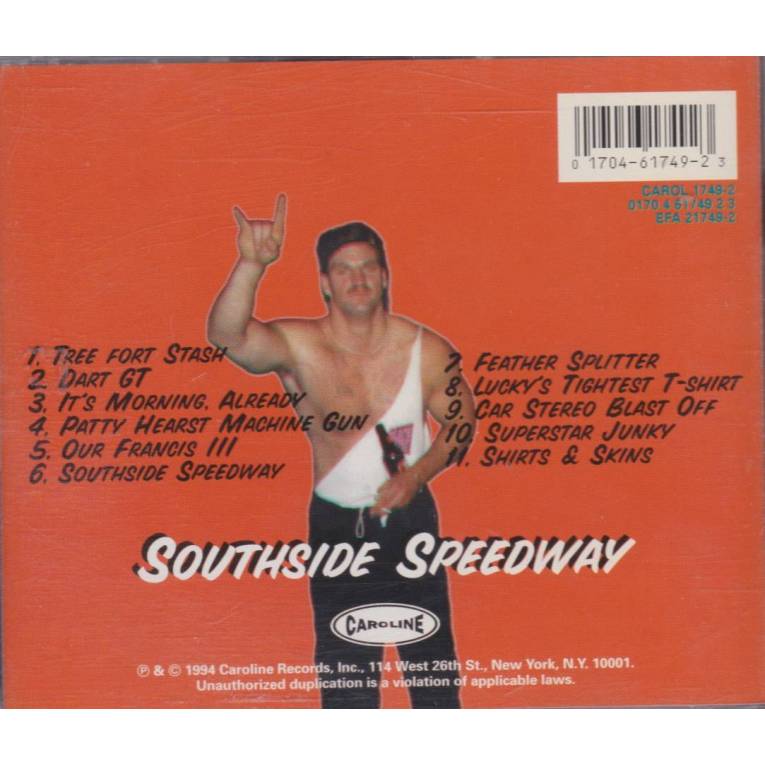 0 1704-61749-2 3
CAROL 1749-2
0170 4 61749 2 3
EFA 21749-2
1. TREE FORT STASH
2. DART GT
3. IT'S MORNING, ALREADY
4. PATTY HEARST MACHINE GUN
5. OUR FRANCIS III
6. SOUTHSIDE SPEEDWAY
7. FEATHER SPLITTER
8. LUCKY'S TIGHTEST T-SHIRT
9. CAR STEREO BLAST OFF
10. SUPERSTAR JUNKY
11. SHIRTS & SKINS
SOUTHSIDE SPEEDWAY
CAROLINE
℗ & © 1994 Caroline Records, Inc., 114 West 26th St., New York, N.Y. 10001.
Unauthorized duplication is a violation of applicable laws.